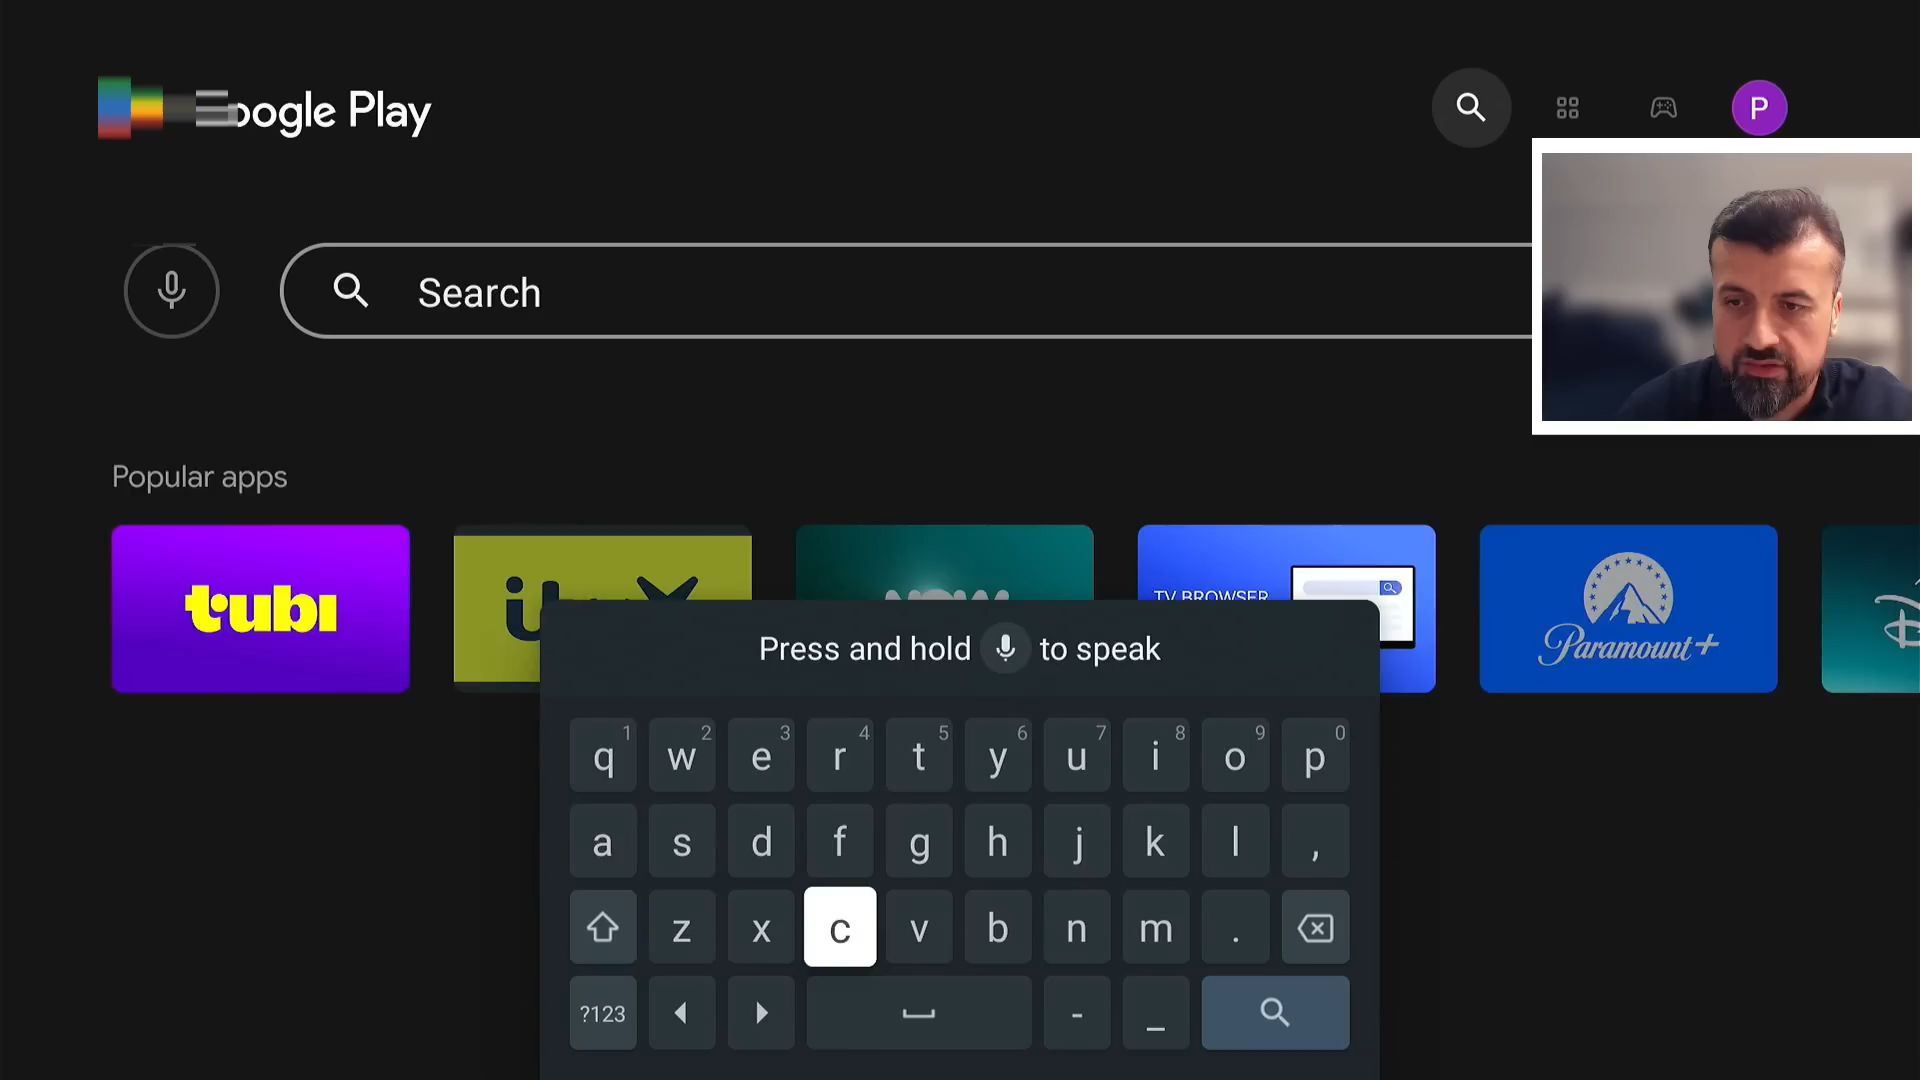 Google Play
P
Search
Popular apps
tubi
TV BROWSER
Paramount+
Press and hold to speak
q 1 w 2 e 3 r 4 t 5 y 6 u 7 i 8 o 9 p 0
a s d f g h j k l ,
z x c v b n m .
?123 - _